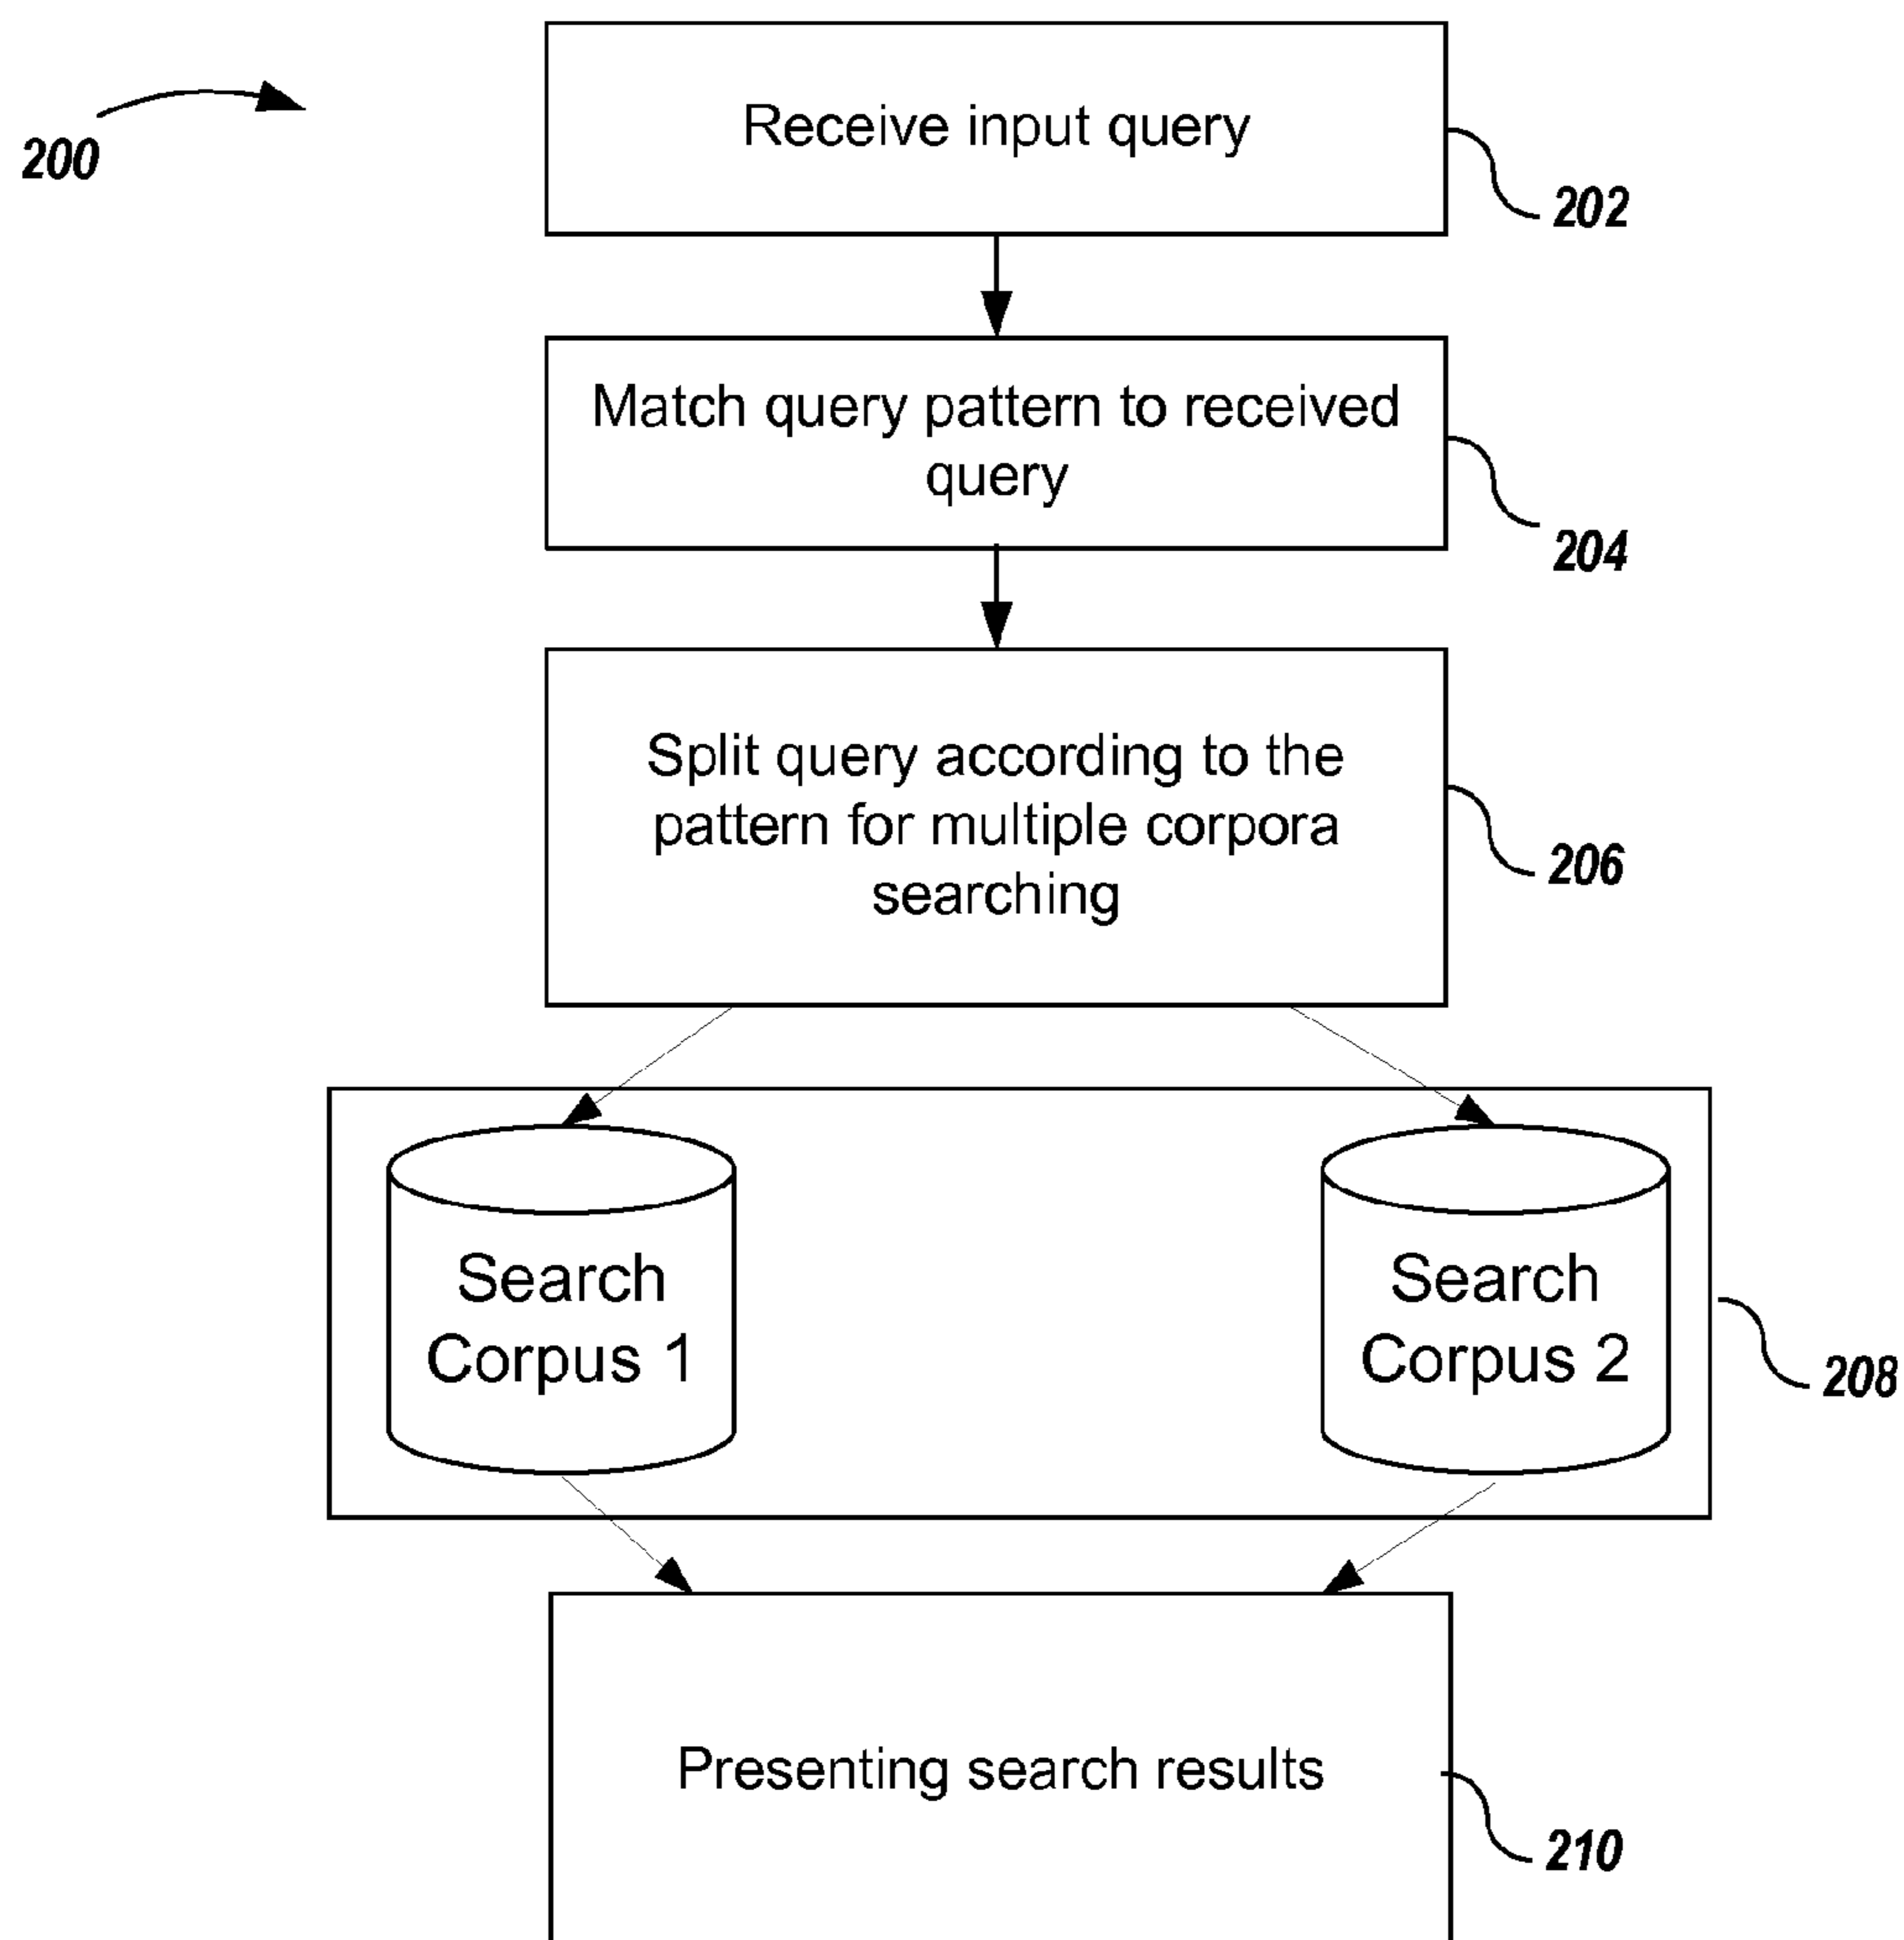 200
Receive input query
202
Match query pattern to received
query
204
Split query according to the
pattern for multiple corpora
searching
206
Search
Corpus 1
Search
Corpus 2
208
Presenting search results
210